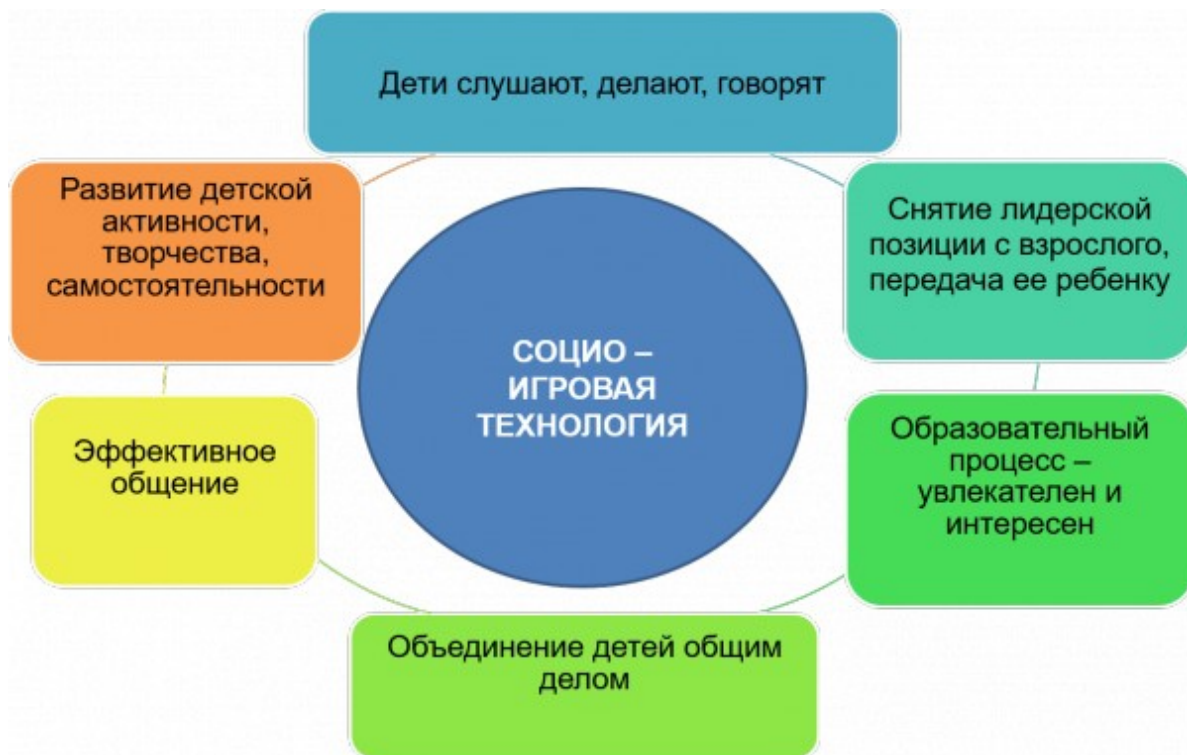 Дети слушают, делают, говорят
Развитие детской
активности,
творчества,
самостоятельности
Снятие лидерской
позиции с взрослого,
передача ее ребенку
СОЦИО –
ИГРОВАЯ
ТЕХНОЛОГИЯ
Эффективное
общение
Образовательный
процесс –
увлекателен и
интересен
Объединение детей общим
делом